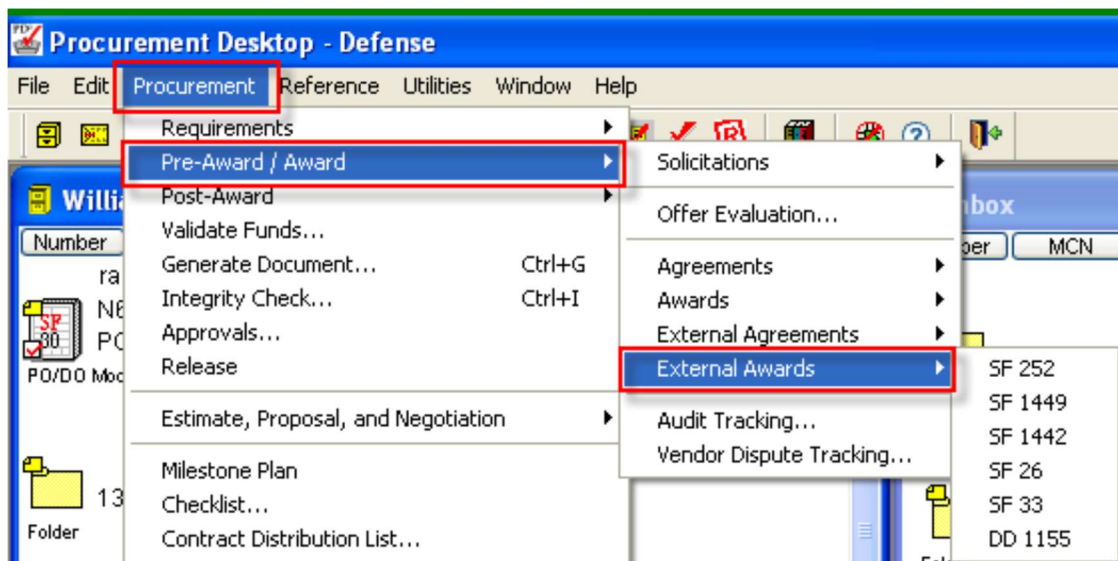 Procurement Desktop - Defense
File Edit Procurement Reference Utilities Window Help
Requirements
Pre-Award / Award
Post-Award
Validate Funds...
Generate Document... Ctrl+G
Integrity Check... Ctrl+I
Approvals...
Release
Estimate, Proposal, and Negotiation
Milestone Plan
Checklist...
Contract Distribution List...
Solicitations
Offer Evaluation...
Agreements
Awards
External Agreements
External Awards
Audit Tracking...
Vendor Dispute Tracking...
SF 252
SF 1449
SF 1442
SF 26
SF 33
DD 1155
Number
SF
30
PO/DO
13
Folder
MCN